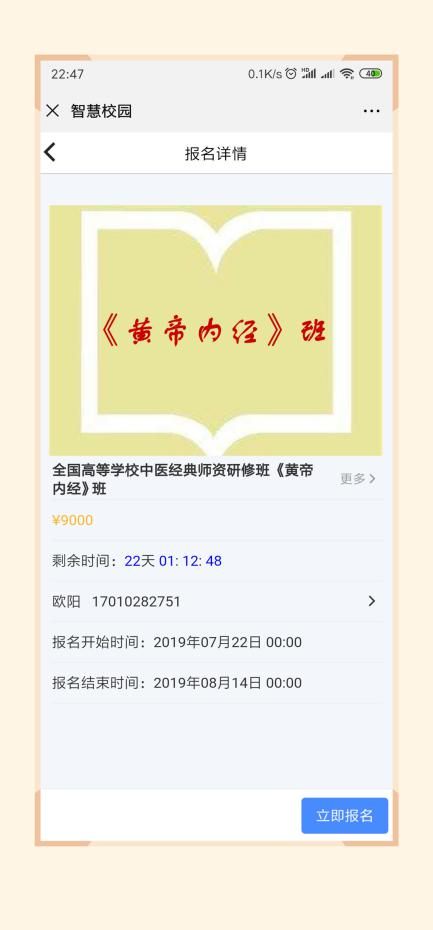 22:47
0.1K/s HD 40
智慧校园
报名详情
《黄帝内经》班
全国高等学校中医经典师资研修班《黄帝
内经》班
更多
¥9000
剩余时间：22天 01: 12: 48
欧阳 17010282751
报名开始时间：2019年07月22日 00:00
报名结束时间：2019年08月14日 00:00
立即报名